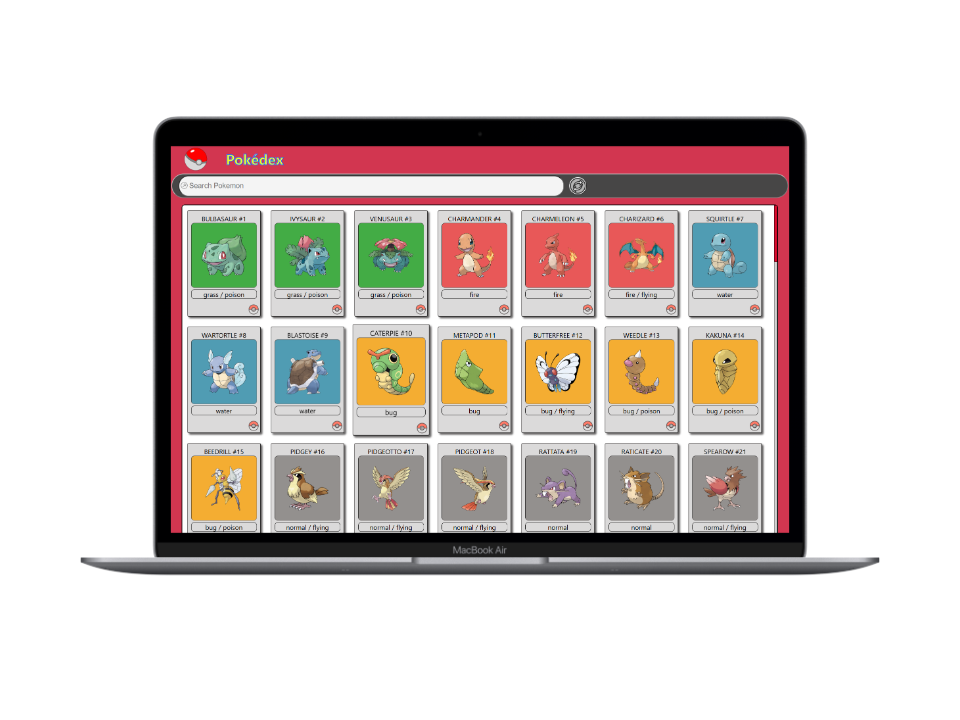 Pokédex
Search Pokemon
BULBASAUR #1 IVYSAUR #2 VENUSAUR #3 CHARMANDER #4 CHARMELEON #5 CHARIZARD #6 SQUIRTLE #7
grass / poison grass / poison grass / poison fire fire fire / flying water
WARTORTLE #8 BLASTOISE #9 CATERPIE #10 METAPOD #11 BUTTERFREE #12 WEEDLE #13 KAKUNA #14
water water bug bug bug / flying bug / poison bug / poison
BEEDRILL #15 PIDGEY #16 PIDGEOTTO #17 PIDGEOT #18 RATTATA #19 RATICATE #20 SPEAROW #21
bug / poison normal / flying normal / flying normal / flying normal normal normal / flying
MacBook Air